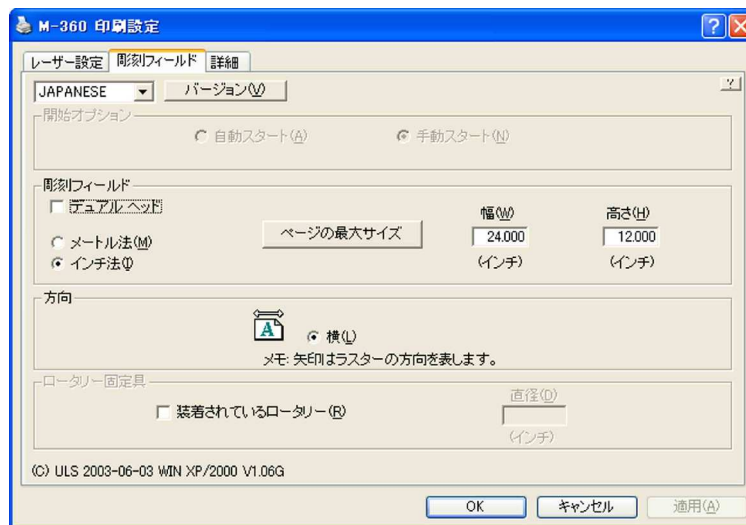 M-360 印刷設定
レーザー設定 彫刻フィールド 詳細
JAPANESE バージョン(V)
開始オプション
自動スタート(A) 手動スタート(N)
彫刻フィールド
デュアル ヘッド
幅(W) 高さ(H)
ページの最大サイズ 24.000 12.000
メートル法(M)
インチ法(I) (インチ) (インチ)
方向
A 横(L)
メモ: 矢印はラスターの方向を表します。
ロータリー固定具
直径(D)
装着されているロータリー(R)
(インチ)
(C) ULS 2003-06-03 WIN XP/2000 V1.06G
OK キャンセル 適用(A)